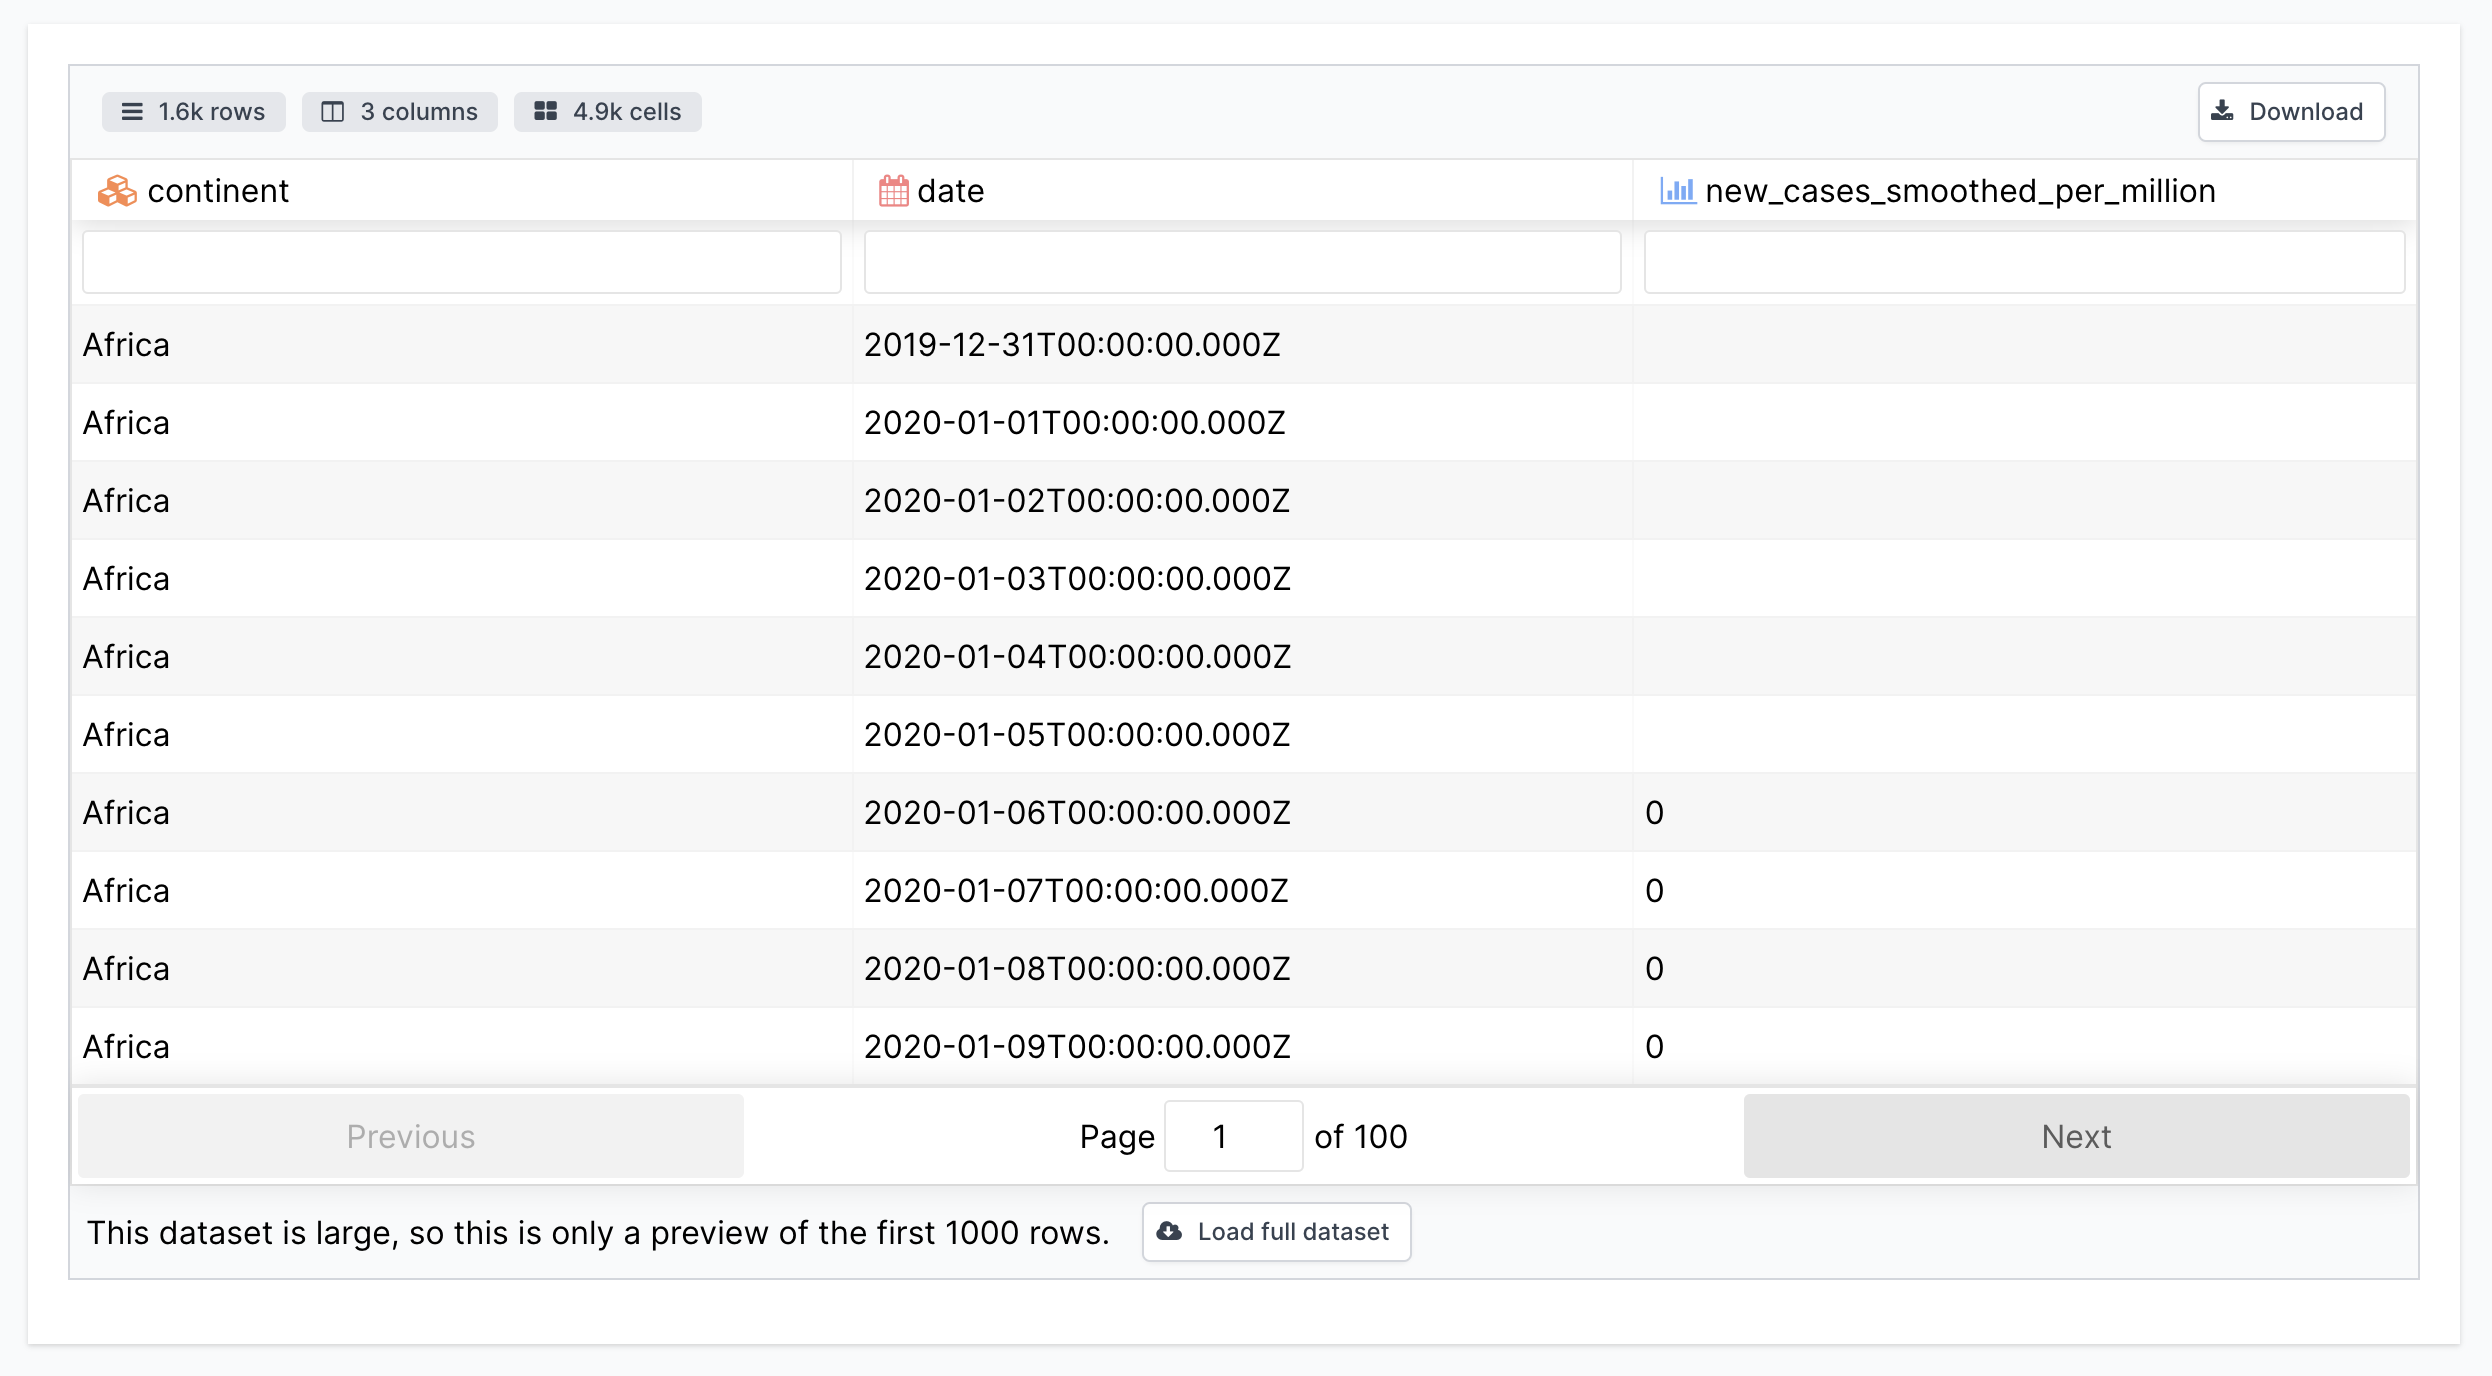 1.6k rows 3 columns 4.9k cells Download
continent date new_cases_smoothed_per_million
Africa 2019-12-31T00:00:00.000Z
Africa 2020-01-01T00:00:00.000Z
Africa 2020-01-02T00:00:00.000Z
Africa 2020-01-03T00:00:00.000Z
Africa 2020-01-04T00:00:00.000Z
Africa 2020-01-05T00:00:00.000Z
Africa 2020-01-06T00:00:00.000Z 0
Africa 2020-01-07T00:00:00.000Z 0
Africa 2020-01-08T00:00:00.000Z 0
Africa 2020-01-09T00:00:00.000Z 0
Previous Page 1 of 100 Next
This dataset is large, so this is only a preview of the first 1000 rows. Load full dataset